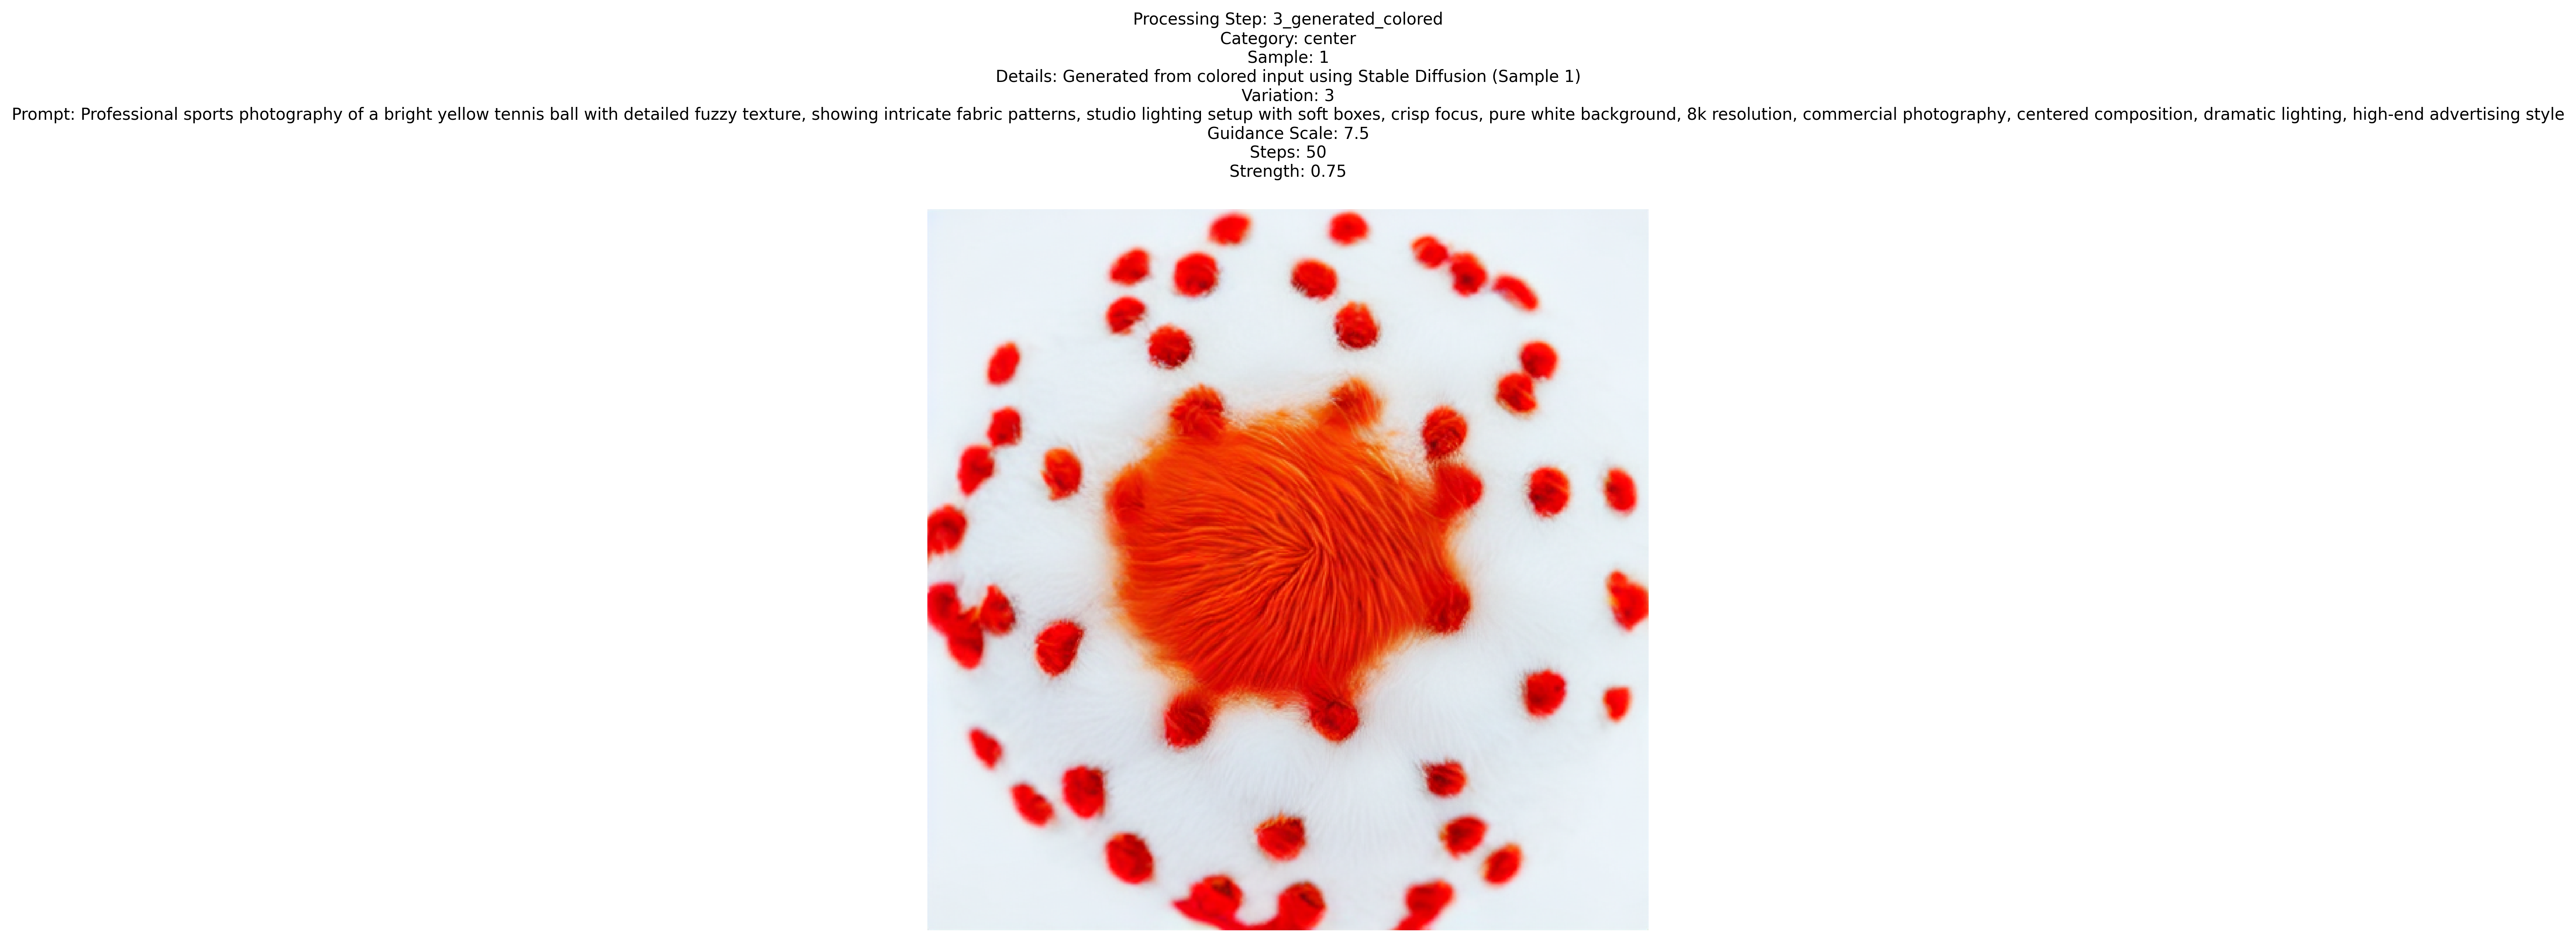 Processing Step: 3_generated_colored
Category: center
Sample: 1
Details: Generated from colored input using Stable Diffusion (Sample 1)
Variation: 3
Prompt: Professional sports photography of a bright yellow tennis ball with detailed fuzzy texture, showing intricate fabric patterns, studio lighting setup with soft boxes, crisp focus, pure white background, 8k resolution, commercial photography, centered composition, dramatic lighting, high-end advertising style
Guidance Scale: 7.5
Steps: 50
Strength: 0.75